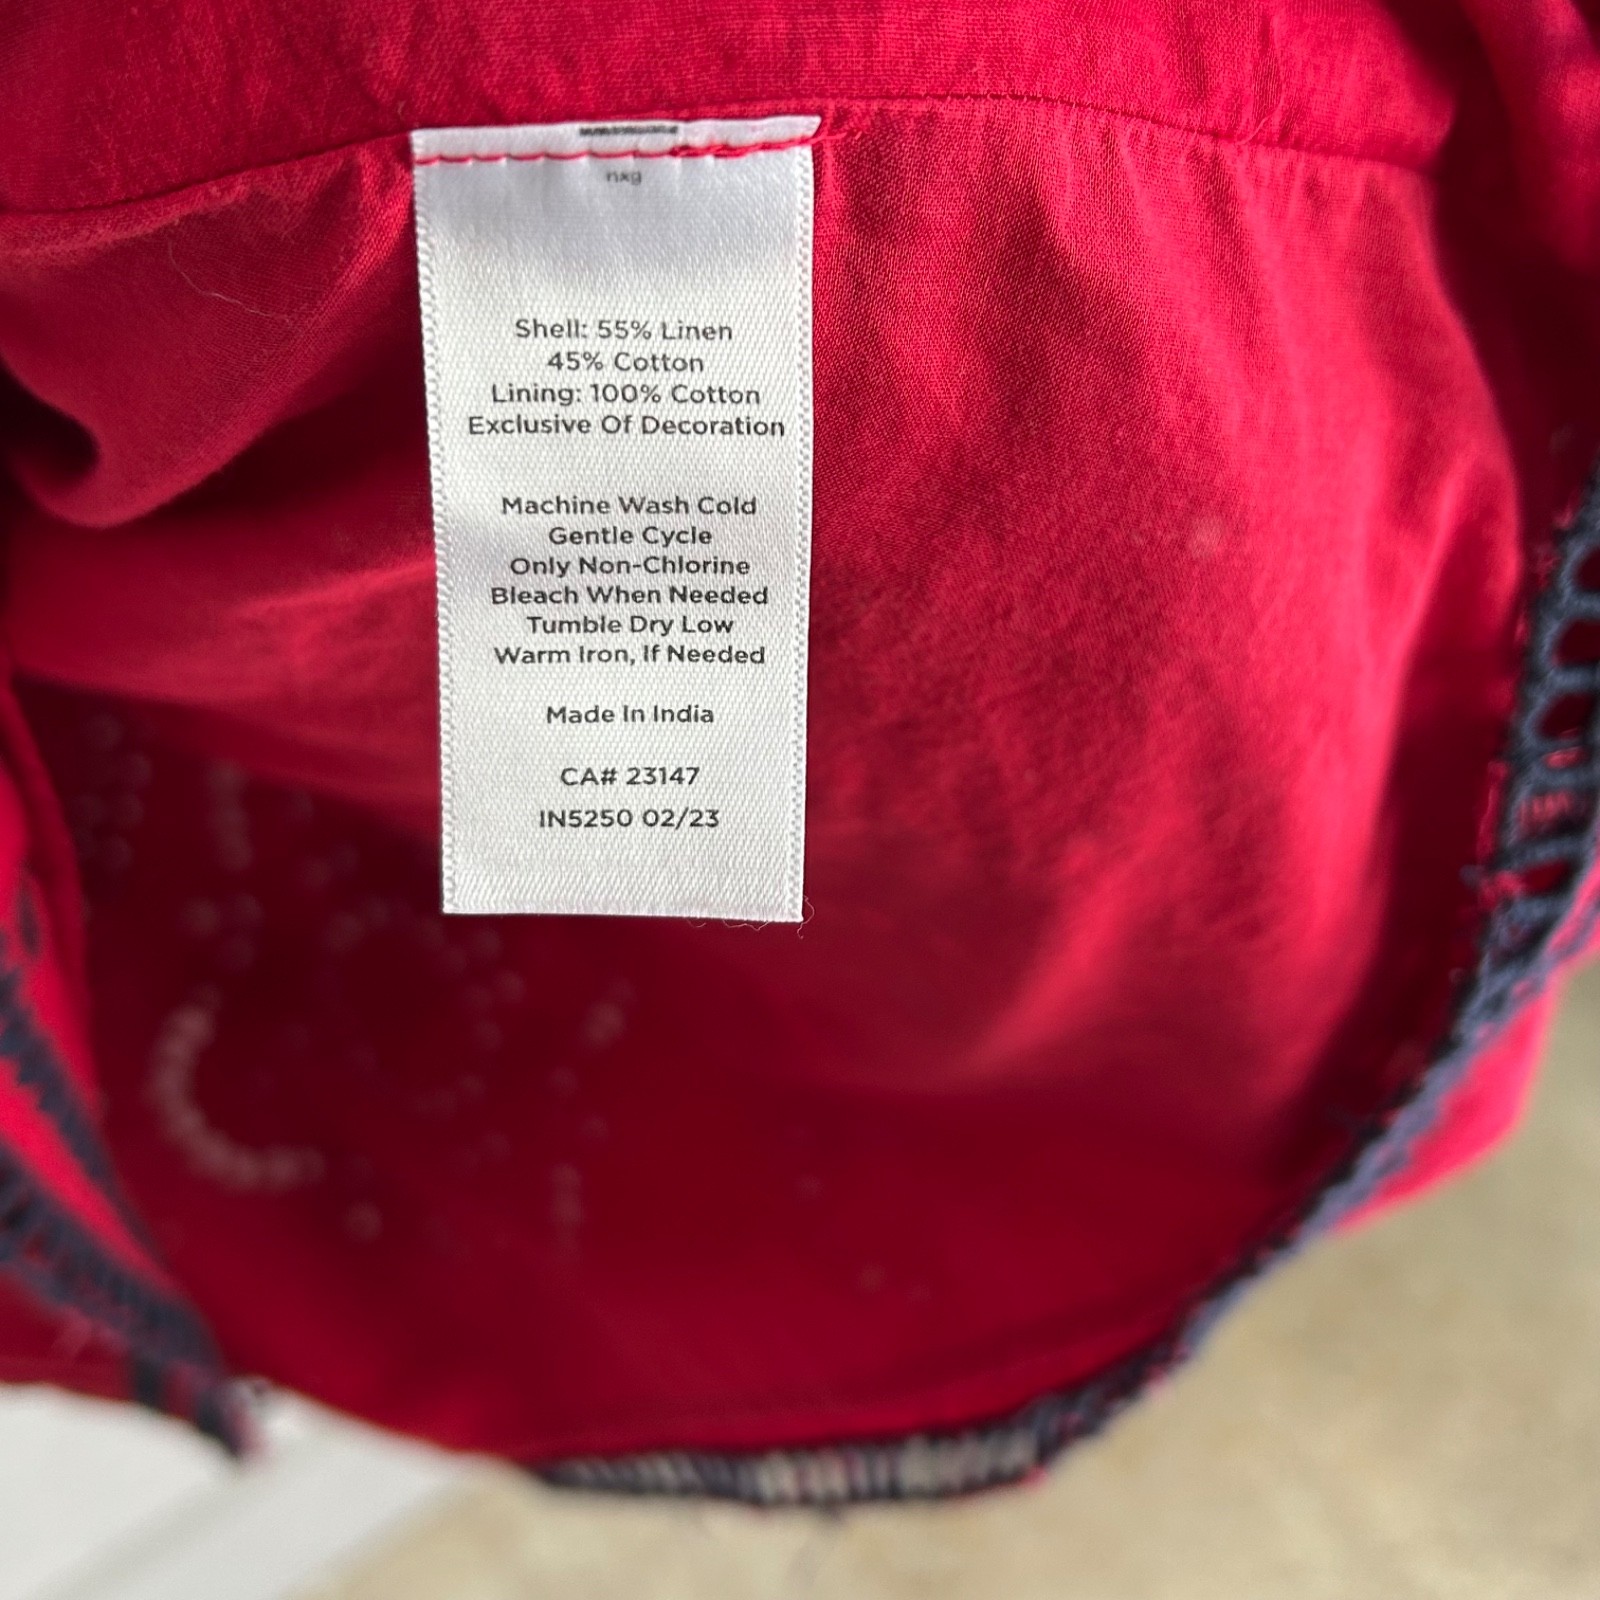 nxg
Shell: 55% Linen
45% Cotton
Lining: 100% Cotton
Exclusive Of Decoration
Machine Wash Cold
Gentle Cycle
Only Non-Chlorine
Bleach When Needed
Tumble Dry Low
Warm Iron, If Needed
Made In India
CA# 23147
IN5250 02/23